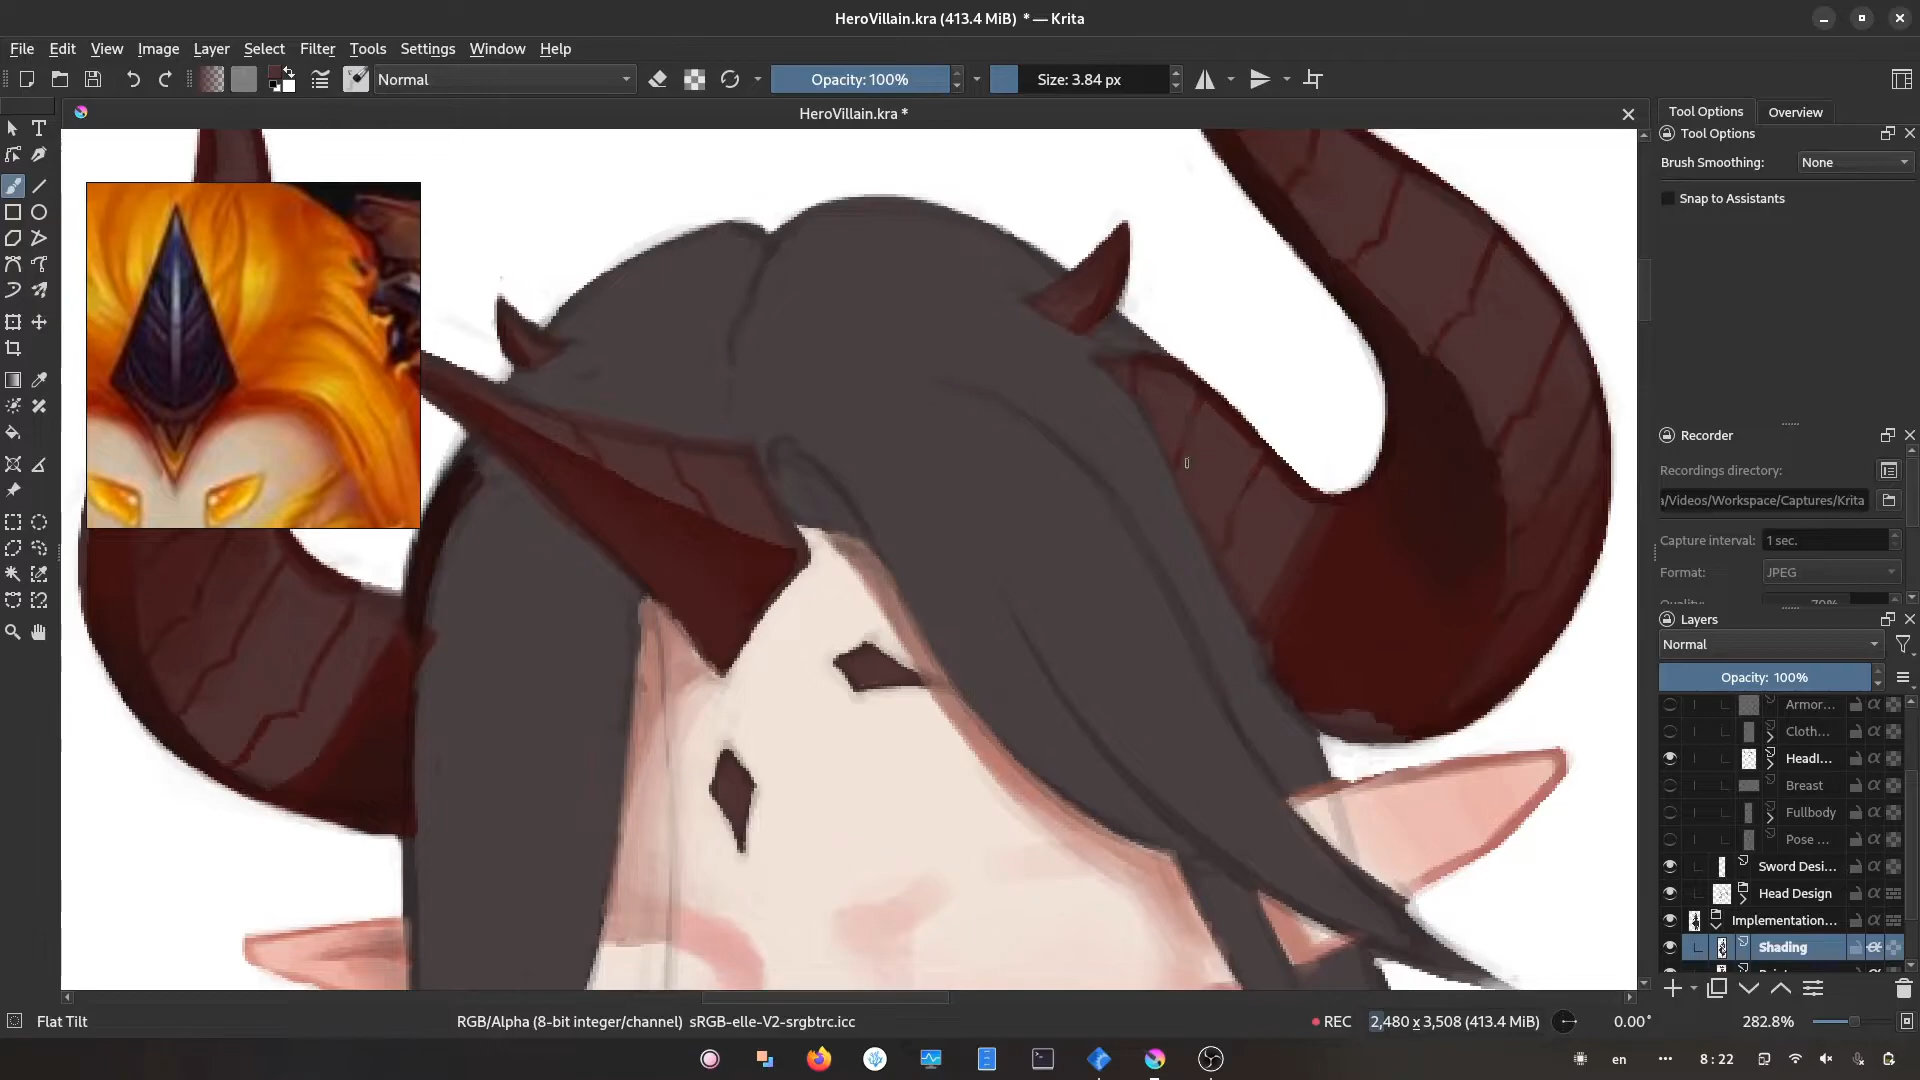 HeroVillain.kra (413.4 MiB) * — Krita
File Edit View Image Layer Select Filter Tools Settings Window Help
Normal Opacity: 100% Size: 3.84 px
HeroVillain.kra *
Tool Options Overview
Tool Options
Brush Smoothing: None
Snap to Assistants
Recorder
Recordings directory:
ı/Videos/Workspace/Captures/Krita
Capture interval: 1 sec.
Format: JPEG
Layers
Normal
Opacity: 100%
Armor...
Cloth...
HeadI...
Breast
Fullbody
Pose ...
Sword Desi...
Head Design
Implementation...
Shading
Flat Tilt RGB/Alpha (8-bit integer/channel) sRGB-elle-V2-srgbtrc.icc REC 2,480 x 3,508 (413.4 MiB) 0.00° 282.8%
en 8:22